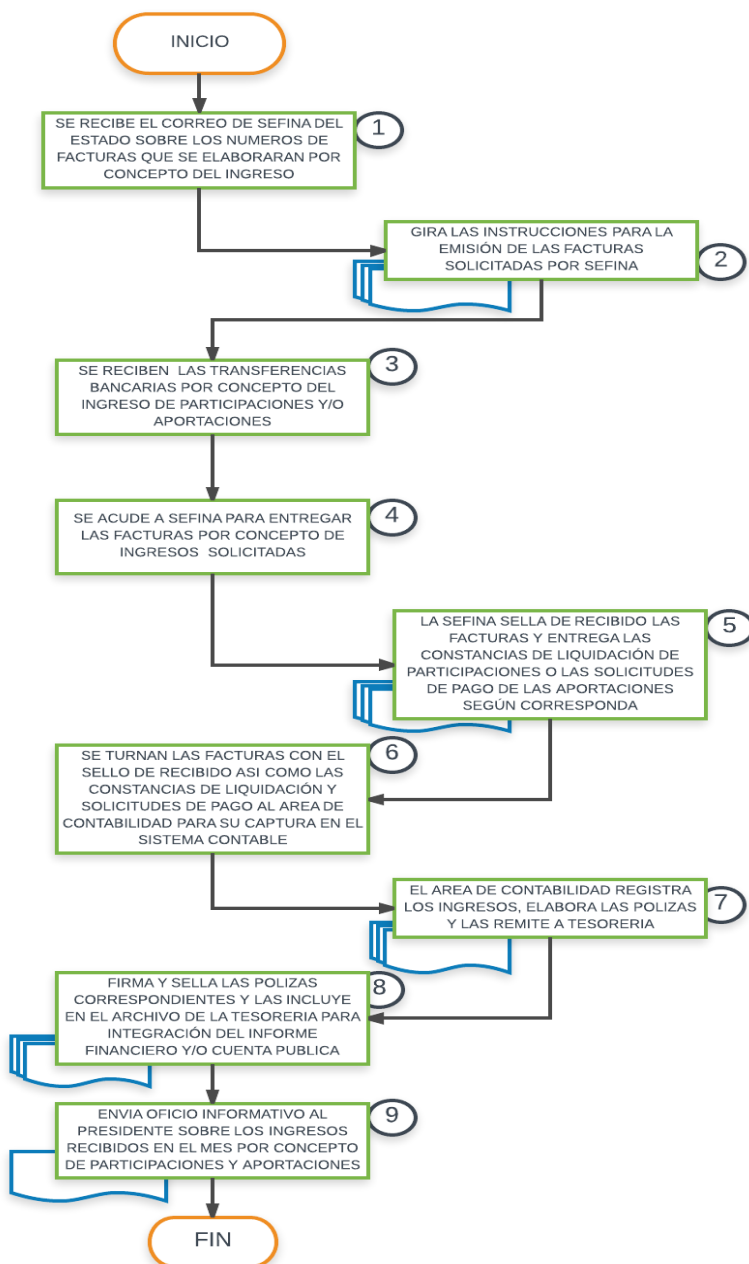 INICIO
SE RECIBE EL CORREO DE SEFINA DEL
ESTADO SOBRE LOS NUMEROS DE
FACTURAS QUE SE ELABORARAN POR
CONCEPTO DEL INGRESO
1
GIRA LAS INSTRUCCIONES PARA LA
EMISIÓN DE LAS FACTURAS
SOLICITADAS POR SEFINA
2
SE RECIBEN LAS TRANSFERENCIAS
BANCARIAS POR CONCEPTO DEL
INGRESO DE PARTICIPACIONES Y/O
APORTACIONES
3
SE ACUDE A SEFINA PARA ENTREGAR
LAS FACTURAS POR CONCEPTO DE
INGRESOS SOLICITADAS
4
LA SEFINA SELLA DE RECIBIDO LAS
FACTURAS Y ENTREGA LAS
CONSTANCIAS DE LIQUIDACIÓN DE
PARTICIPACIONES O LAS SOLICITUDES
DE PAGO DE LAS APORTACIONES
SEGÚN CORRESPONDA
5
SE TURNAN LAS FACTURAS CON EL
SELLO DE RECIBIDO ASI COMO LAS
CONSTANCIAS DE LIQUIDACIÓN Y
SOLICITUDES DE PAGO AL AREA DE
CONTABILIDAD PARA SU CAPTURA EN EL
SISTEMA CONTABLE
6
EL AREA DE CONTABILIDAD REGISTRA
LOS INGRESOS, ELABORA LAS POLIZAS
Y LAS REMITE A TESORERIA
7
FIRMA Y SELLA LAS POLIZAS
CORRESPONDIENTES Y LAS INCLUYE
EN EL ARCHIVO DE LA TESORERIA PARA
INTEGRACIÓN DEL INFORME
FINANCIERO Y/O CUENTA PUBLICA
8
ENVIA OFICIO INFORMATIVO AL
PRESIDENTE SOBRE LOS INGRESOS
RECIBIDOS EN EL MES POR CONCEPTO
DE PARTICIPACIONES Y APORTACIONES
9
FIN